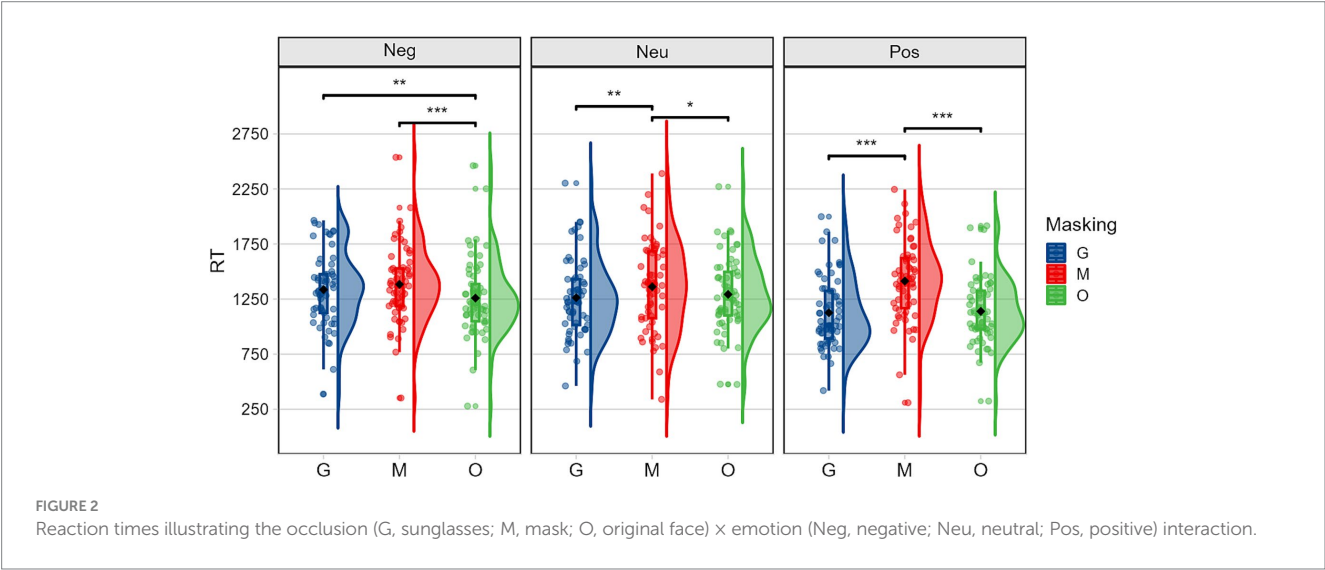 Neg Neu Pos
** *** ** * *** ***
2750
2250
1750
1250
750
250
RT
G M O G M O G M O
Masking
G
M
O
FIGURE 2
Reaction times illustrating the occlusion (G, sunglasses; M, mask; O, original face) × emotion (Neg, negative; Neu, neutral; Pos, positive) interaction.